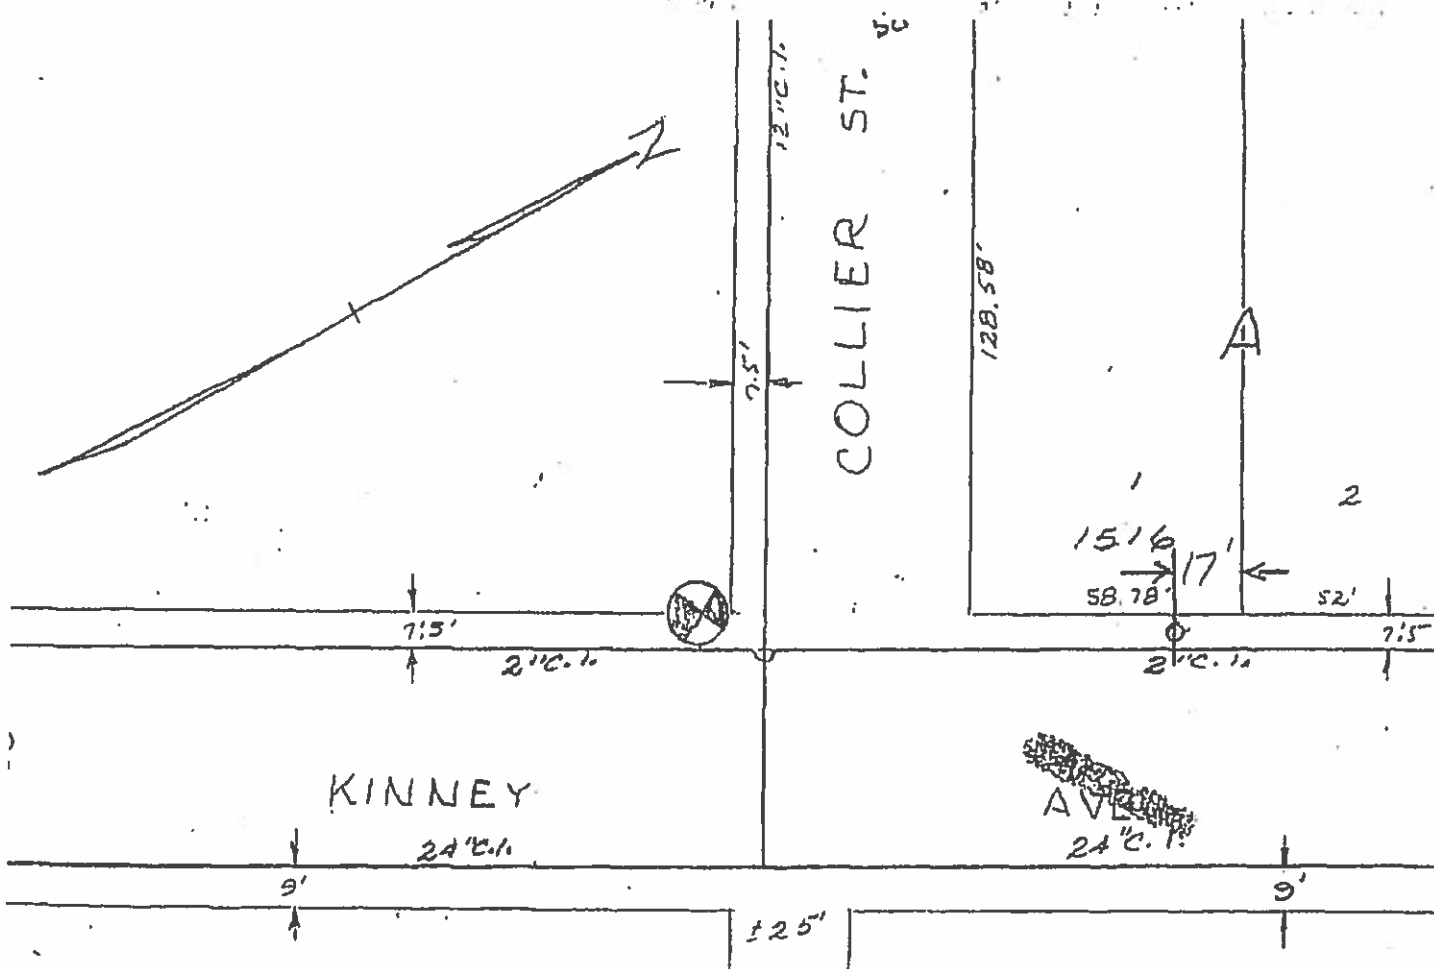 12"C.I.
COLLIER ST.
N
128.58'
A
7.5'
1
2
1516
17'
58.78'
52'
7.5'
7.5'
2"C.I.
2"C.I.
KINNEY
AVE
24"C.I.
24"C.I.
9'
9'
±25'